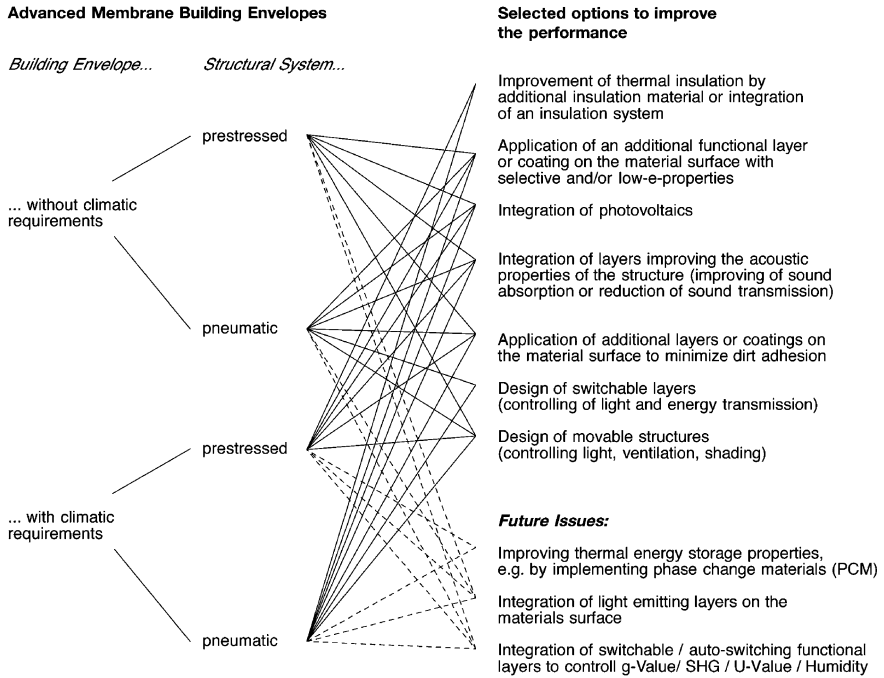 Advanced Membrane Building Envelopes
Selected options to improve
the performance
Building Envelope...
Structural System...
... without climatic
requirements
prestressed
pneumatic
... with climatic
requirements
prestressed
pneumatic
Improvement of thermal insulation by
additional insulation material or integration
of an insulation system
Application of an additional functional layer
or coating on the material surface with
selective and/or low-e-properties
Integration of photovoltaics
Integration of layers improving the acoustic
properties of the structure (improving of sound
absorption or reduction of sound transmission)
Application of additional layers or coatings on
the material surface to minimize dirt adhesion
Design of switchable layers
(controlling of light and energy transmission)
Design of movable structures
(controlling light, ventilation, shading)
Future Issues:
Improving thermal energy storage properties,
e.g. by implementing phase change materials (PCM)
Integration of light emitting layers on the
materials surface
Integration of switchable / auto-switching functional
layers to controll g-Value/ SHG / U-Value / Humidity